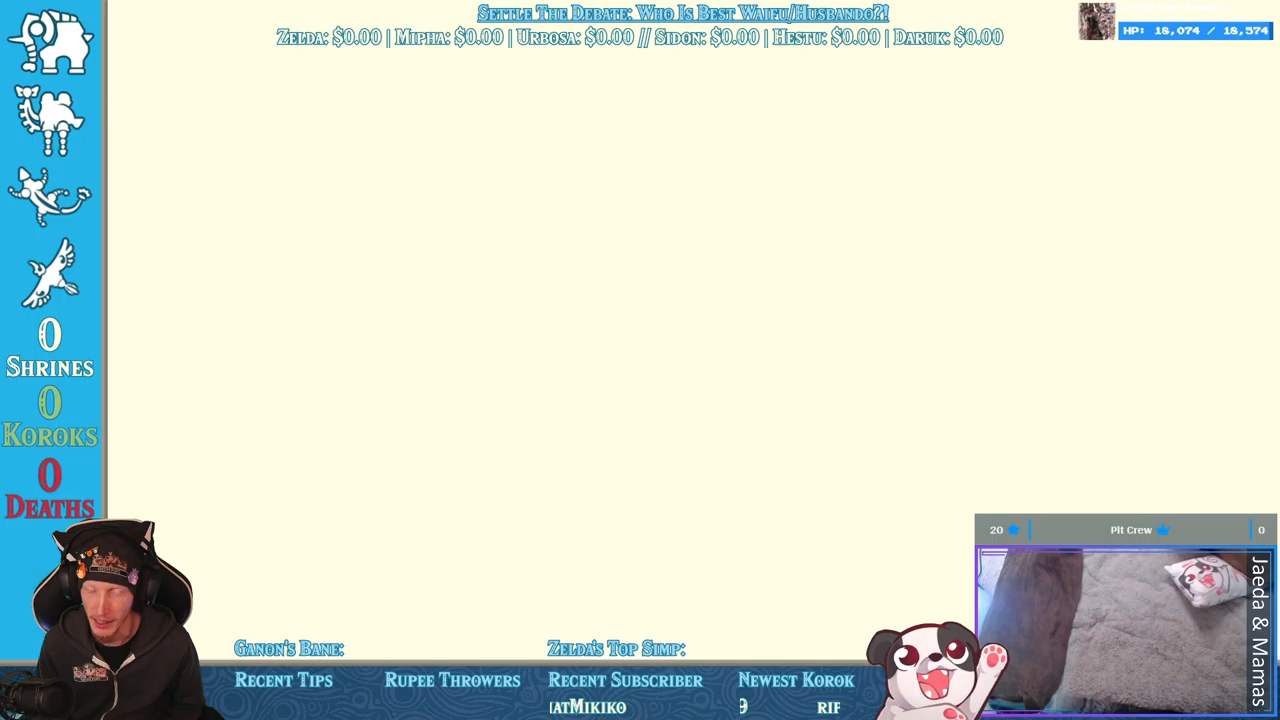 Settle The Debate: Who Is Best Waifu/Husbando?!
Zelda: $0.00 | Mipha: $0.00 | Urbosa: $0.00 // Sidon: $0.00 | Hestu: $0.00 | Daruk: $0.00
HP: 18,074 / 18,574
0
Shrines
0
Koroks
0
Deaths
20 Pit Crew 0
Jaeda & Mamas
Ganon's Bane: Zelda's Top Simp:
Recent Tips Rupee Throwers Recent Subscriber Newest Korok
atMikiko 9 rif